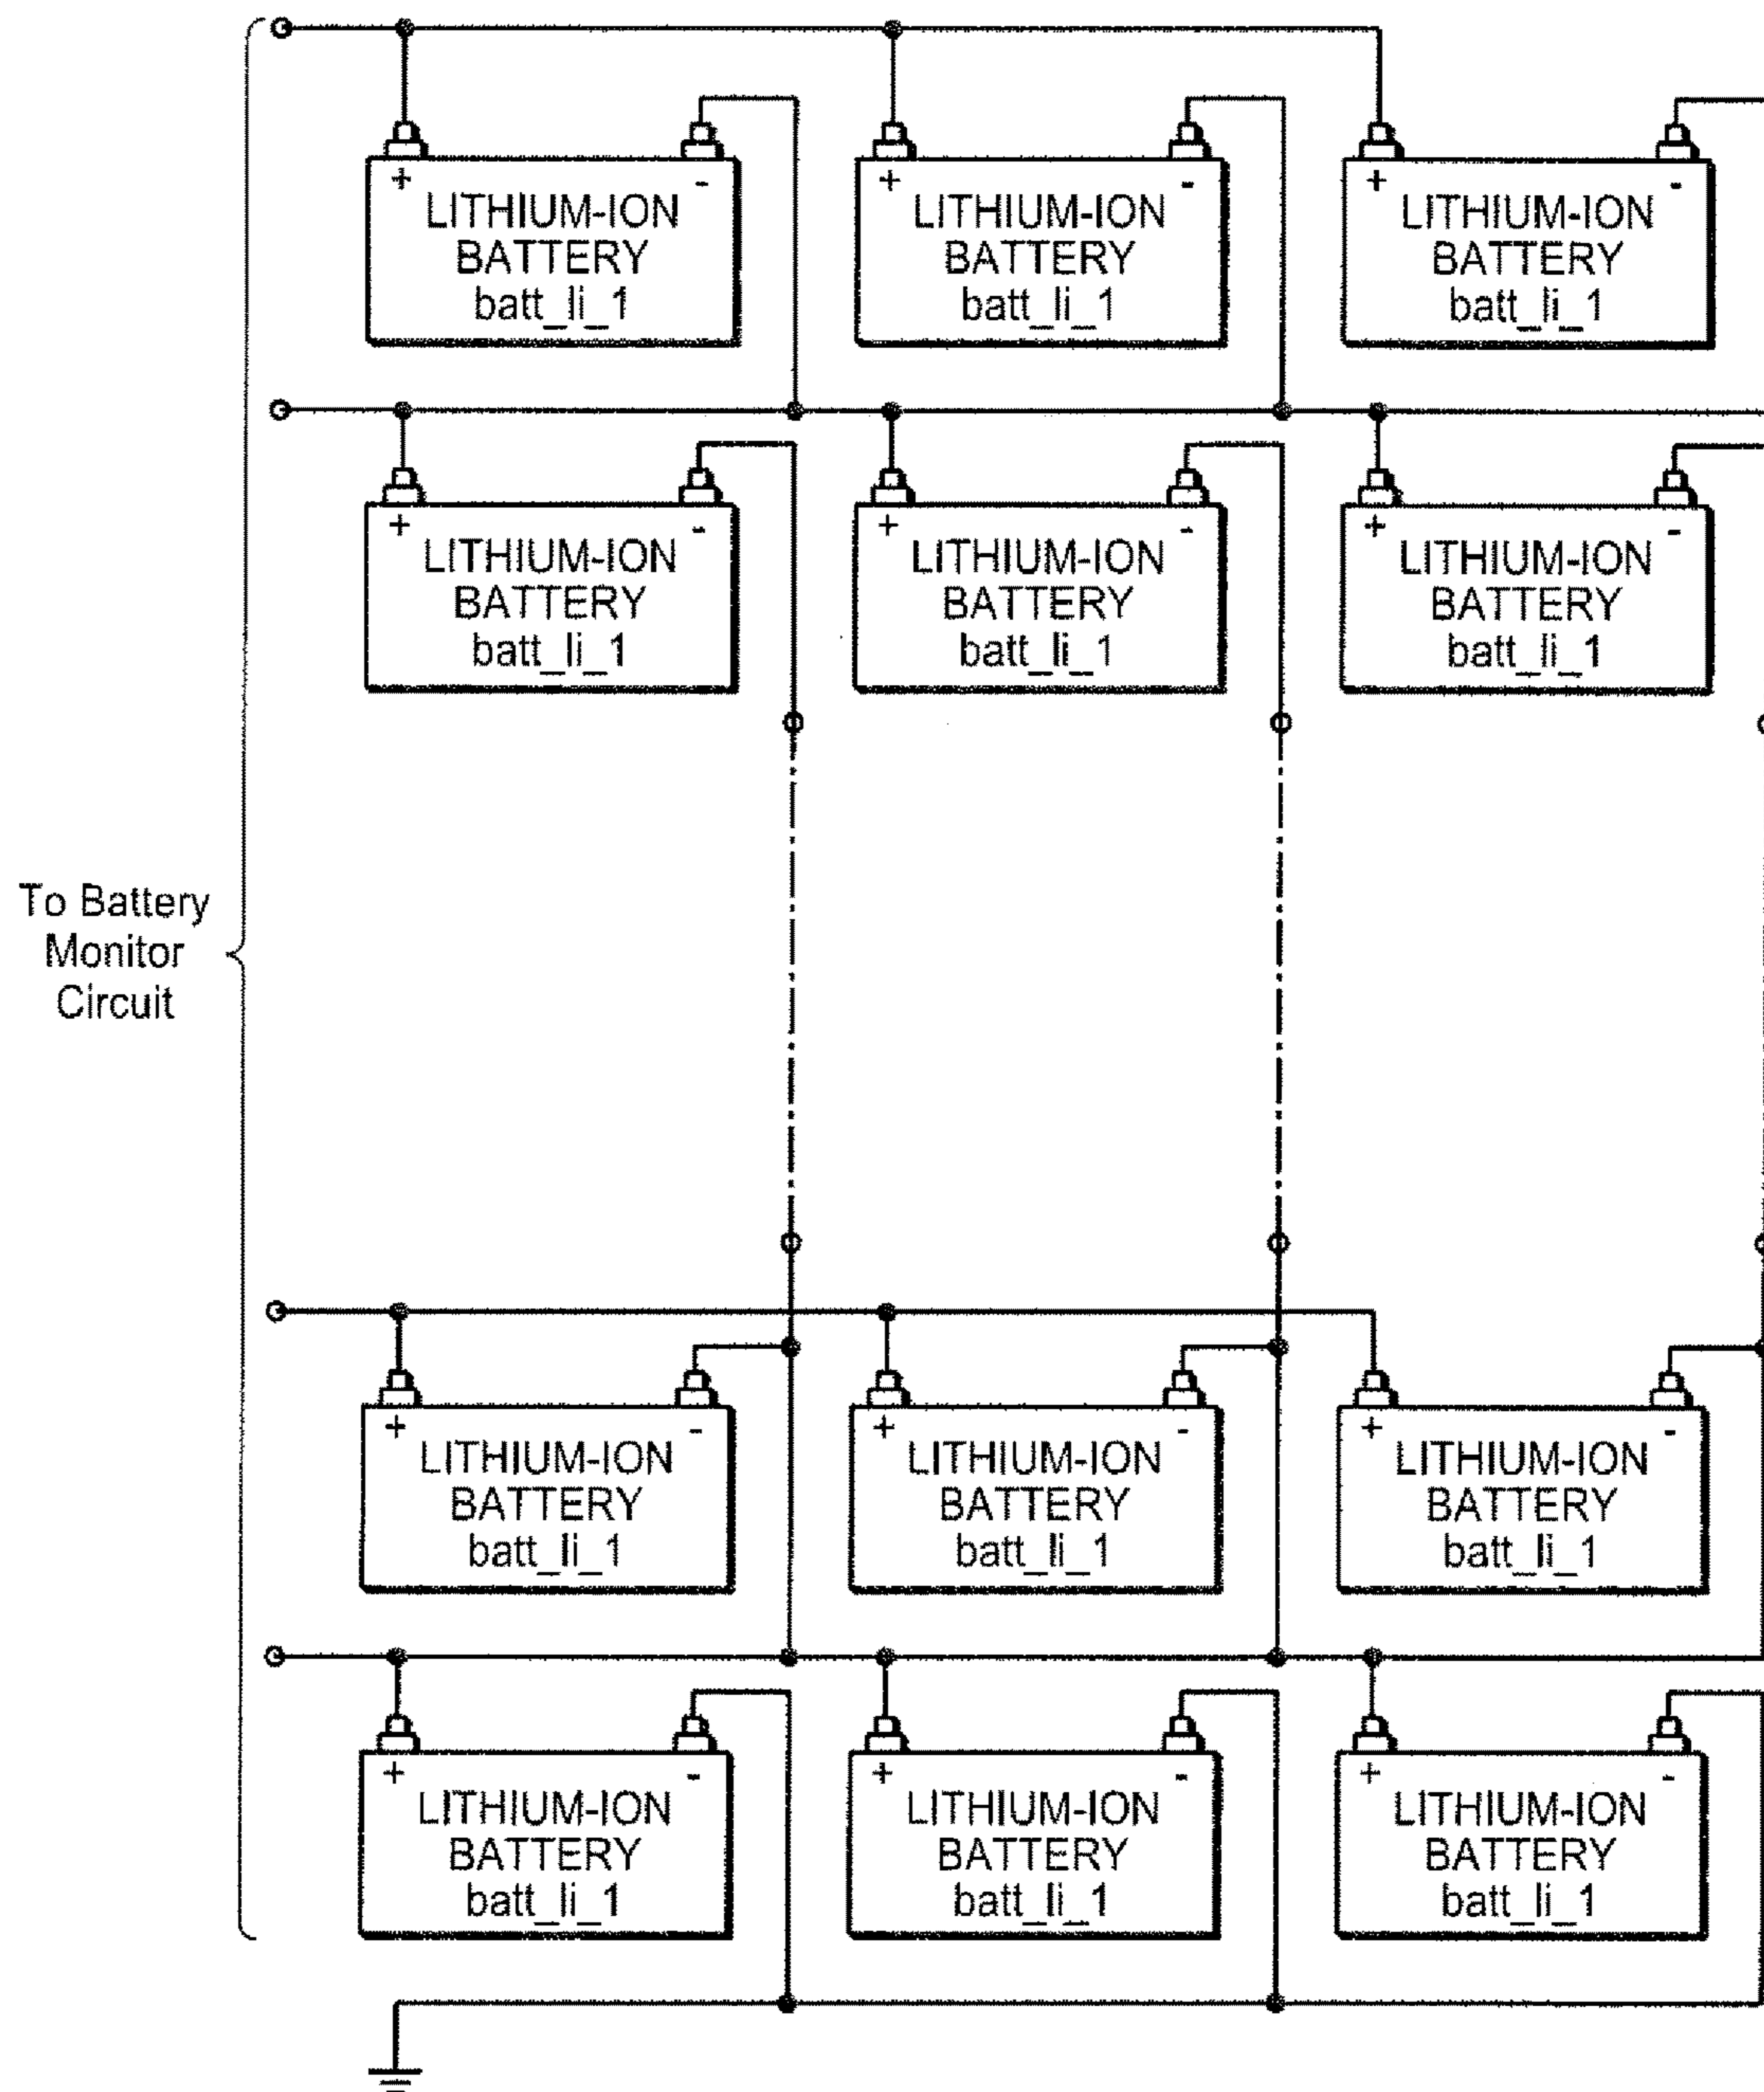 + - + - + -
LITHIUM-ION LITHIUM-ION LITHIUM-ION
BATTERY BATTERY BATTERY
batt_li_1 batt_li_1 batt_li_1
+ - + - + -
LITHIUM-ION LITHIUM-ION LITHIUM-ION
BATTERY BATTERY BATTERY
batt_li_1 batt_li_1 batt_li_1
To Battery
Monitor
Circuit
+ - + - + -
LITHIUM-ION LITHIUM-ION LITHIUM-ION
BATTERY BATTERY BATTERY
batt_li_1 batt_li_1 batt_li_1
+ - + - + -
LITHIUM-ION LITHIUM-ION LITHIUM-ION
BATTERY BATTERY BATTERY
batt_li_1 batt_li_1 batt_li_1